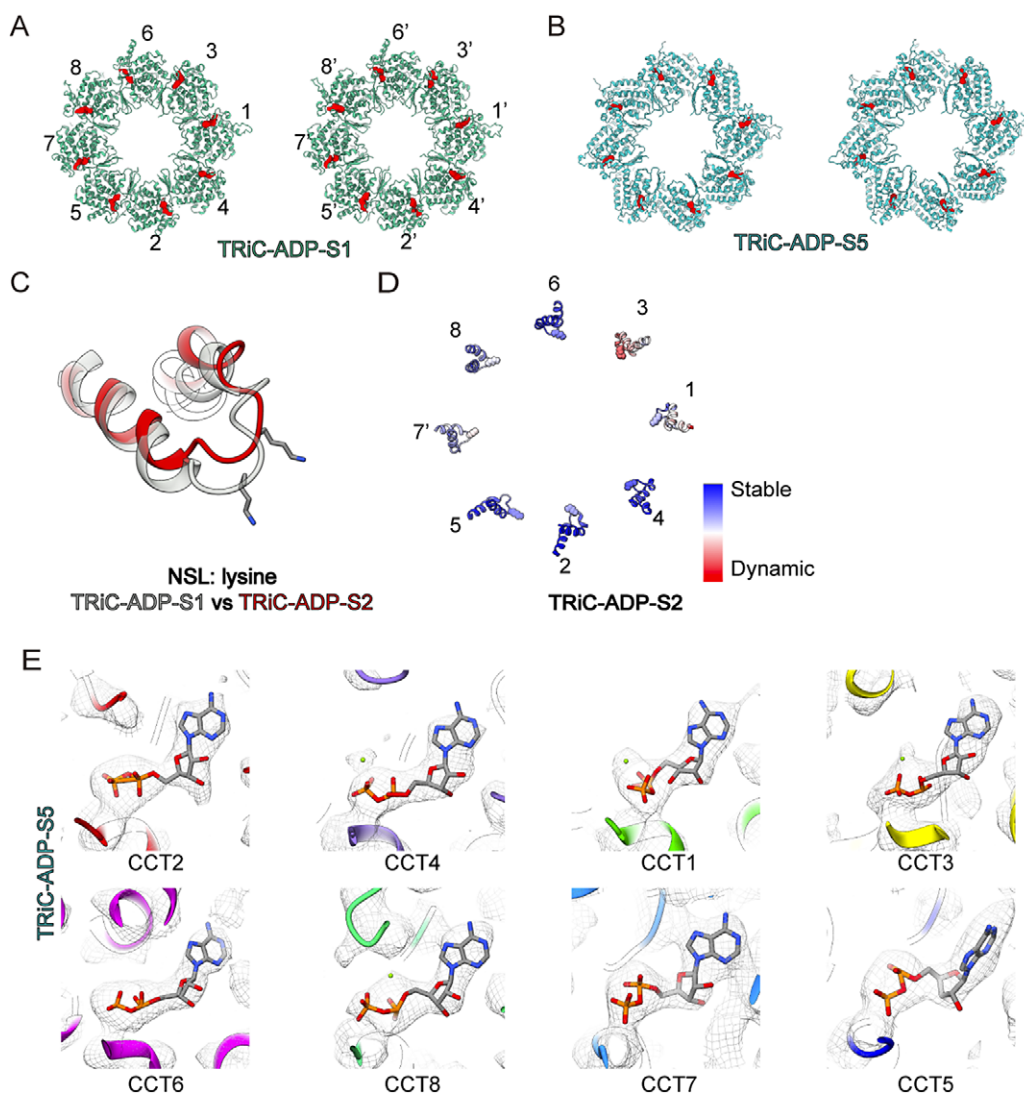 A
B
6
3
8
1
7
5
4
2
6'
3'
8'
1'
7'
5'
4'
2'
TRiC-ADP-S1
TRiC-ADP-S5
C
D
6
8
3
1
7'
5
4
2
Stable
Dynamic
NSL: lysine
TRiC-ADP-S1 vs TRiC-ADP-S2
TRiC-ADP-S2
E
TRiC-ADP-S5
CCT2
CCT4
CCT1
CCT3
CCT6
CCT8
CCT7
CCT5